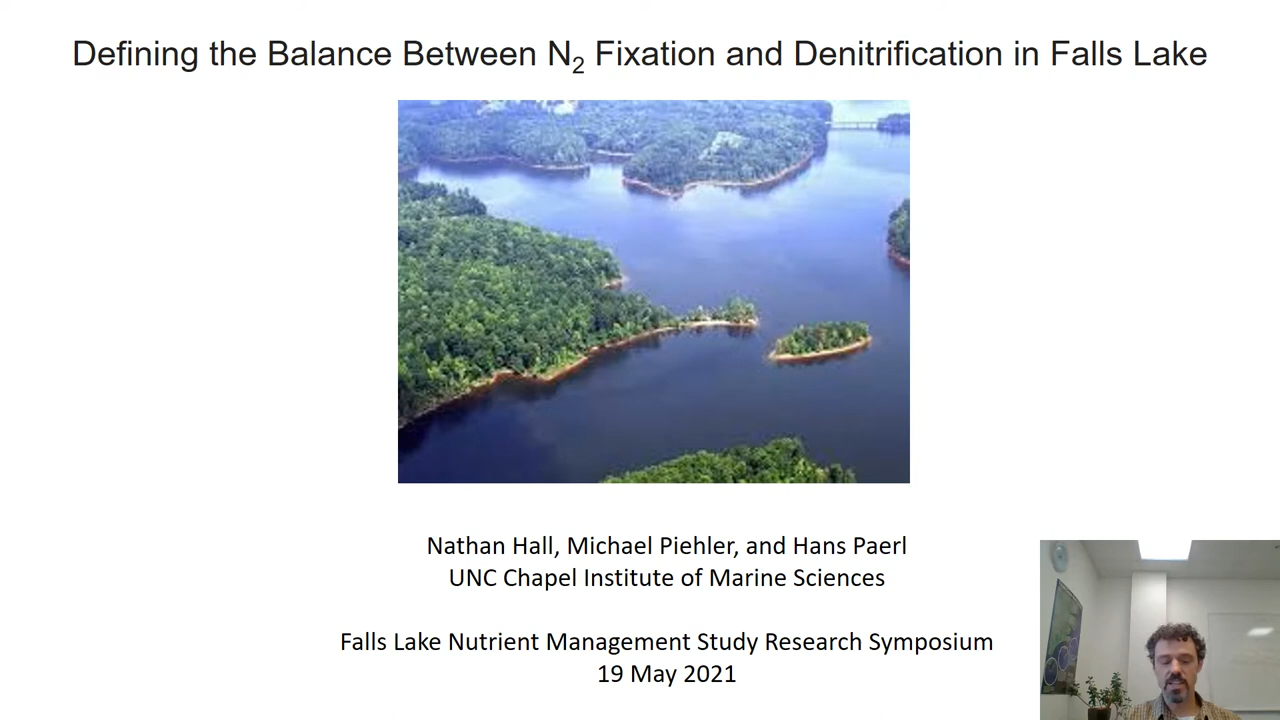 Defining the Balance Between N₂ Fixation and Denitrification in Falls Lake
Nathan Hall, Michael Piehler, and Hans Paerl
UNC Chapel Institute of Marine Sciences
Falls Lake Nutrient Management Study Research Symposium
19 May 2021